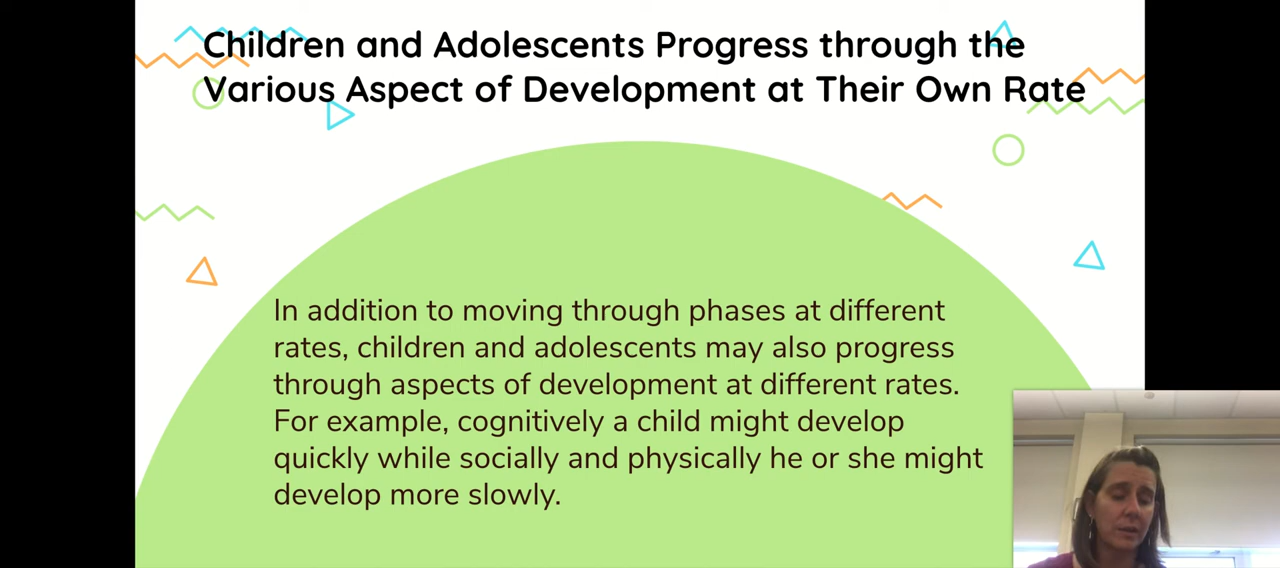 Children and Adolescents Progress through the
Various Aspect of Development at Their Own Rate
In addition to moving through phases at different
rates, children and adolescents may also progress
through aspects of development at different rates.
For example, cognitively a child might develop
quickly while socially and physically he or she might
develop more slowly.